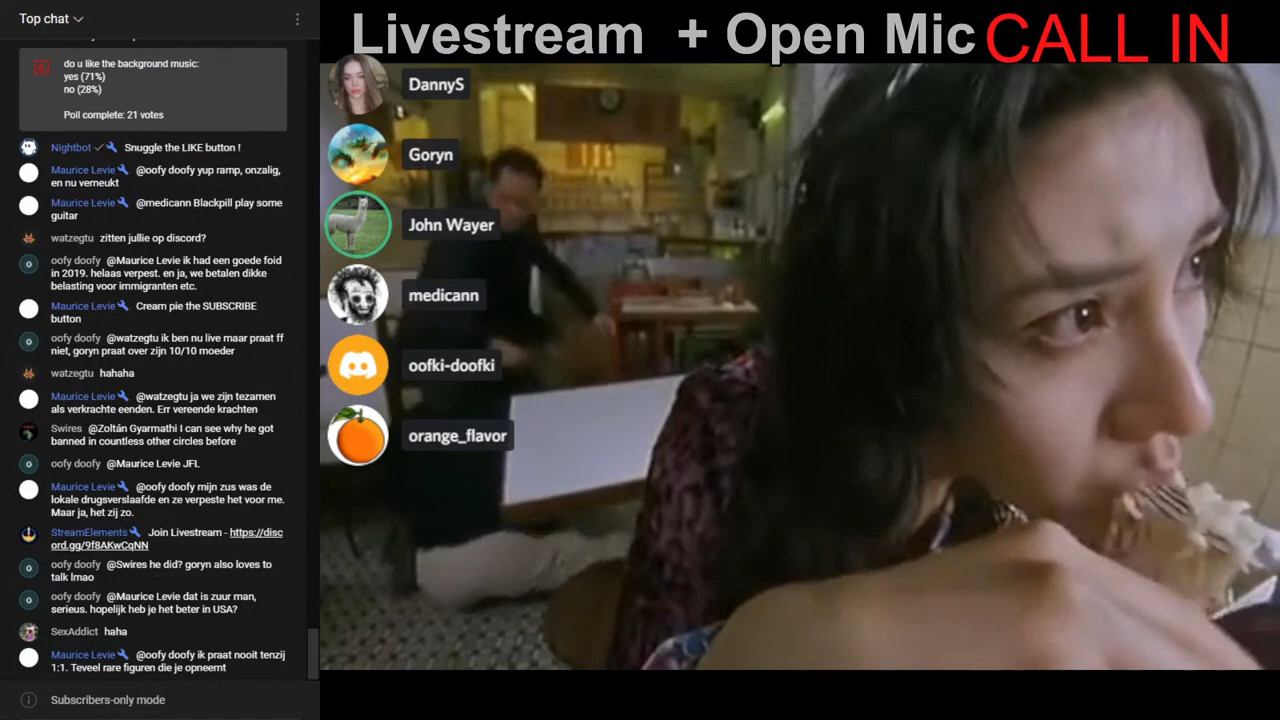 Top chat
do u like the background music:
yes (71%)
no (28%)
Poll complete: 21 votes
Nightbot Snuggle the LIKE button !
Maurice Levie @oofy doofy yup ramp, onzalig,
en nu verneukt
Maurice Levie @medicann Blackpill play some
guitar
watzegtu zitten jullie op discord?
oofy doofy @Maurice Levie ik had een goede foid
in 2019. helaas verpest. en ja, we betalen dikke
belasting voor immigranten etc.
Maurice Levie Cream pie the SUBSCRIBE
button
oofy doofy @watzegtu ik ben nu live maar praat ff
niet, goryn praat over zijn 10/10 moeder
watzegtu hahaha
Maurice Levie @watzegtu ja we zijn tezamen
als verkrachte eenden. Err vereende krachten
Swires @Zoltán Gyarmathi I can see why he got
banned in countless other circles before
oofy doofy @Maurice Levie JFL
Maurice Levie @oofy doofy mijn zus was de
lokale drugsverslaafde en ze verpeste het voor me.
Maar ja, het zij zo.
StreamElements Join Livestream - https://disc
ord.gg/9f8AKwCqNN
oofy doofy @Swires he did? goryn also loves to
talk lmao
oofy doofy @Maurice Levie dat is zuur man,
serieus. hopelijk heb je het beter in USA?
SexAddict haha
Maurice Levie @oofy doofy ik praat nooit tenzij
1:1. Teveel rare figuren die je opneemt
Subscribers-only mode
Livestream + Open Mic CALL IN
DannyS
Goryn
John Wayer
medicann
oofki-doofki
orange_flavor